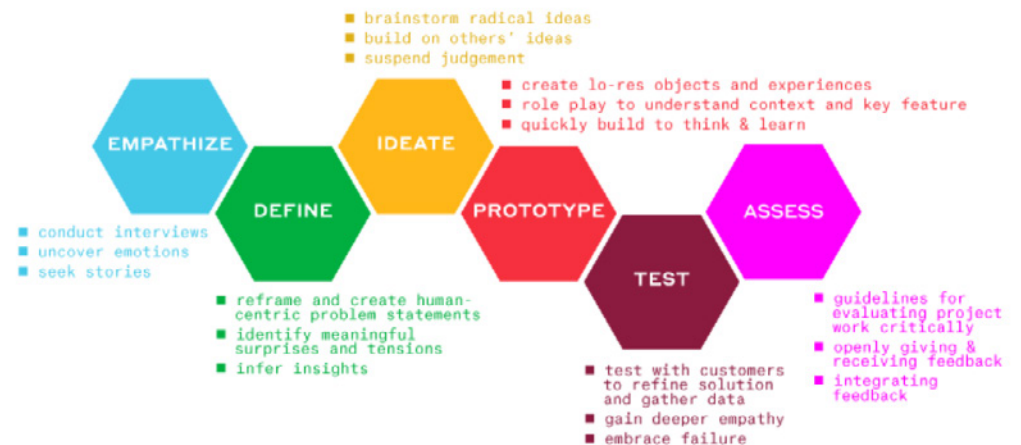 EMPATHIZE
■ conduct interviews
■ uncover emotions
■ seek stories
DEFINE
■ reframe and create human-
centric problem statements
■ identify meaningful
surprises and tensions
■ infer insights
■ brainstorm radical ideas
■ build on others' ideas
■ suspend judgement
IDEATE
■ create lo-res objects and experiences
■ role play to understand context and key feature
■ quickly build to think & learn
PROTOTYPE
TEST
■ test with customers
to refine solution
and gather data
■ gain deeper empathy
■ embrace failure
ASSESS
■ guidelines for
evaluating project
work critically
■ openly giving &
receiving feedback
■ integrating
feedback